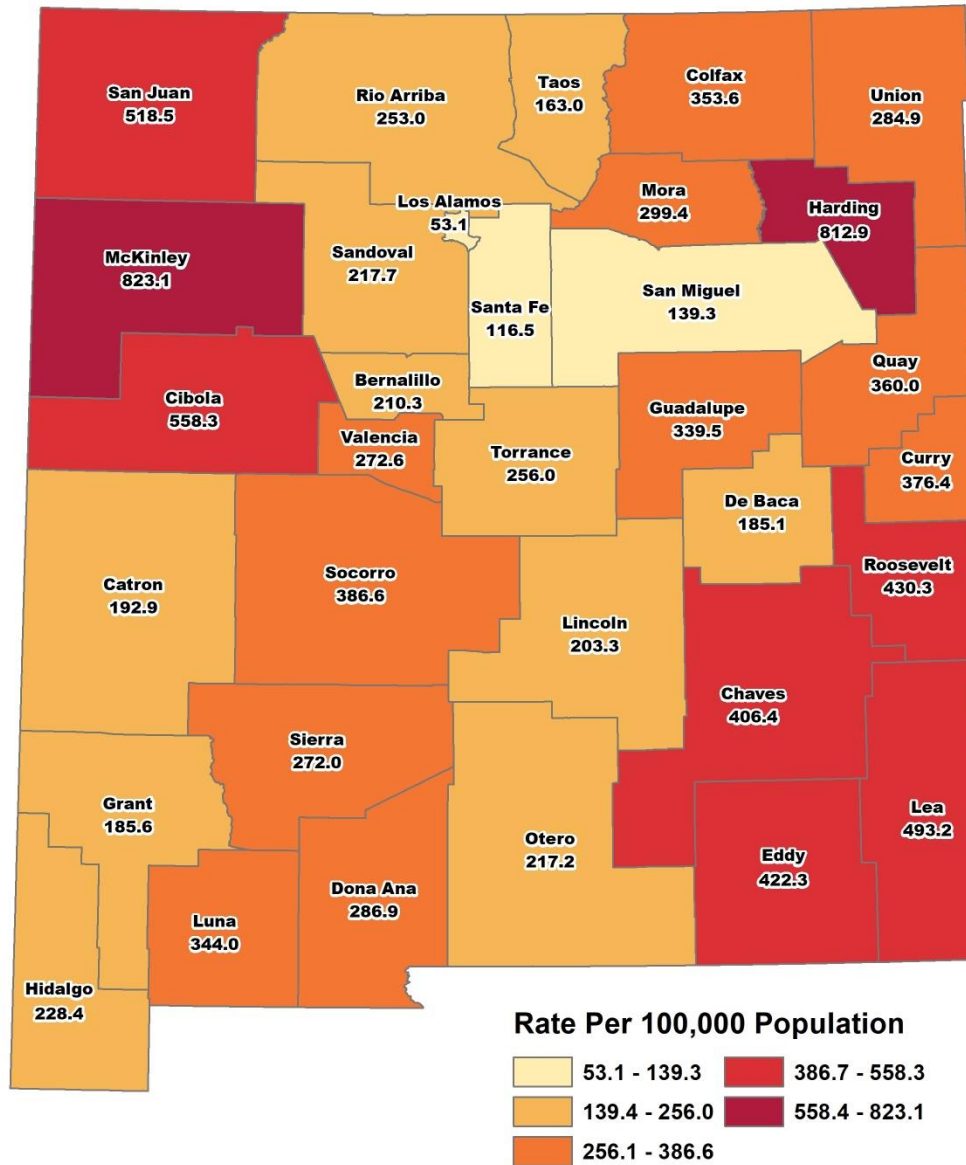 San Juan
518.5
Rio Arriba
253.0
Taos
163.0
Colfax
353.6
Union
284.9
Mora
299.4
Harding
812.9
Los Alamos
53.1
McKinley
823.1
Sandoval
217.7
Santa Fe
116.5
San Miguel
139.3
Quay
360.0
Cibola
558.3
Bernalillo
210.3
Valencia
272.6
Torrance
256.0
Guadalupe
339.5
Curry
376.4
De Baca
185.1
Catron
192.9
Socorro
386.6
Lincoln
203.3
Roosevelt
430.3
Chaves
406.4
Sierra
272.0
Grant
185.6
Otero
217.2
Lea
493.2
Eddy
422.3
Dona Ana
286.9
Luna
344.0
Hidalgo
228.4
Rate Per 100,000 Population
53.1 - 139.3
139.4 - 256.0
256.1 - 386.6
386.7 - 558.3
558.4 - 823.1